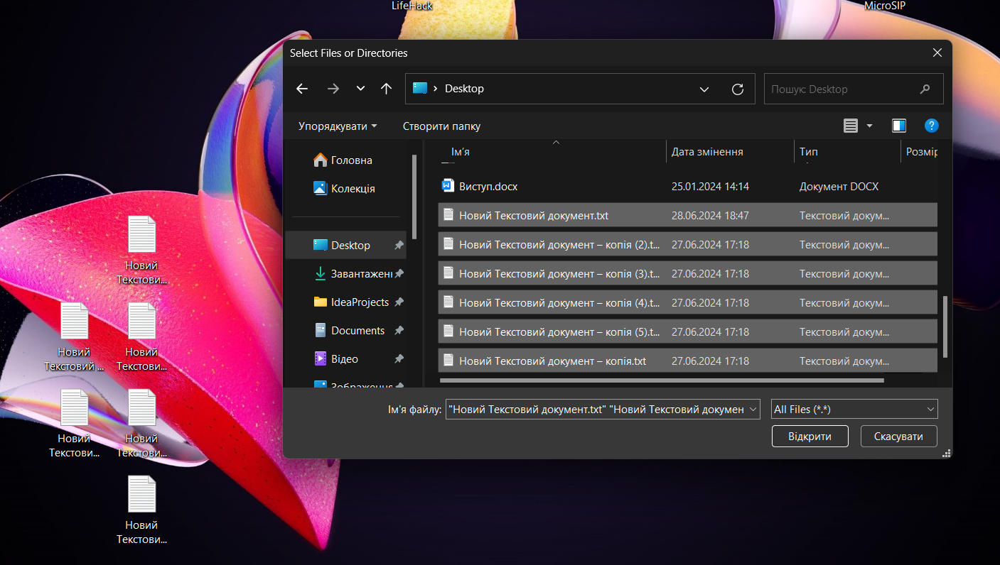 LifeHack
MicroSIP
Select Files or Directories
Desktop
Пошук: Desktop
Упорядкувати
Створити папку
Ім’я
Дата змінення
Тип
Розмір
Головна
Колекція
Desktop
Завантажені
IdeaProjects
Documents
Відео
Зображення
Виступ.docx 25.01.2024 14:14 Документ DOCX
Новий Текстовий документ.txt 28.06.2024 18:47 Текстовий докум...
Новий Текстовий документ – копія (2).t... 27.06.2024 17:18 Текстовий докум...
Новий Текстовий документ – копія (3).t... 27.06.2024 17:18 Текстовий докум...
Новий Текстовий документ – копія (4).t... 27.06.2024 17:18 Текстовий докум...
Новий Текстовий документ – копія (5).t... 27.06.2024 17:18 Текстовий докум...
Новий Текстовий документ – копія.txt 27.06.2024 17:18 Текстовий докум...
Ім'я файлу: "Новий Текстовий документ.txt" "Новий Текстовий докумен
All Files (*.*)
Відкрити
Скасувати
Новий
Текстови...
Новий
Текстовий ...
Новий
Текстови...
Новий
Текстови...
Новий
Текстови...
Новий
Текстови...